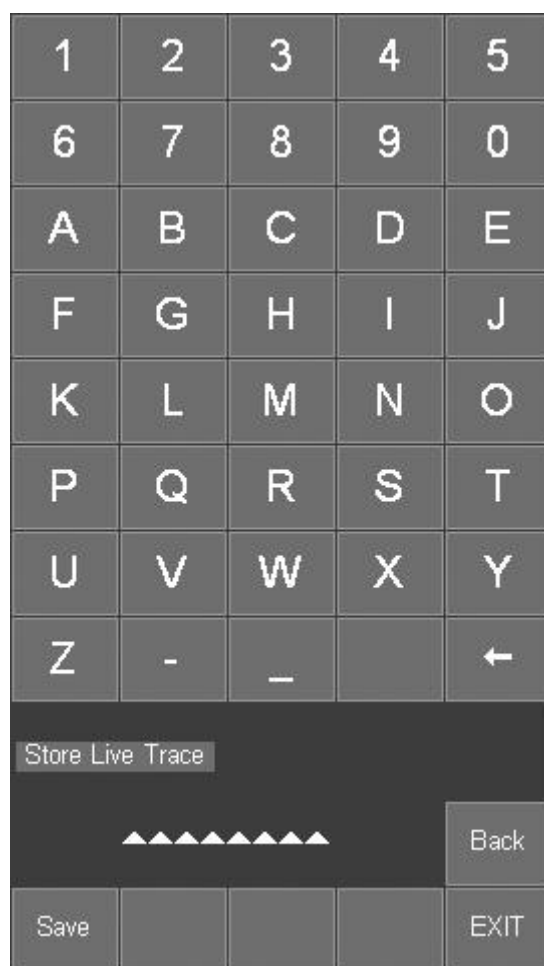 1 2 3 4 5
6 7 8 9 0
A B C D E
F G H I J
K L M N O
P Q R S T
U V W X Y
Z - _ ←
Store Live Trace
Back
Save EXIT